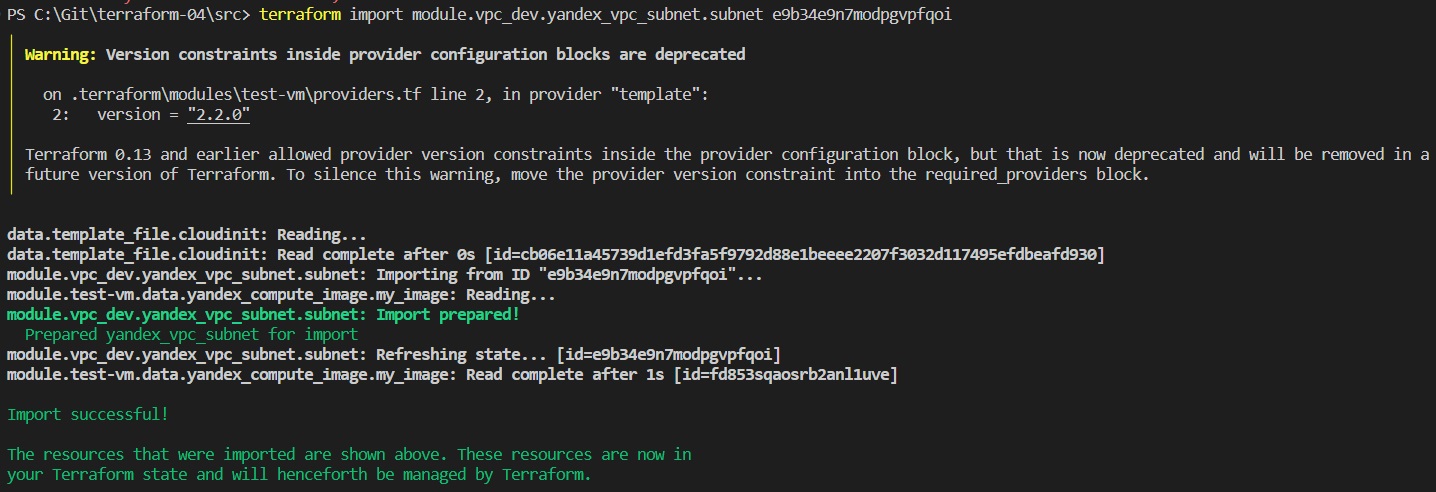 PS C:\Git\terraform-04\src> terraform import module.vpc_dev.yandex_vpc_subnet.subnet e9b34e9n7modpgvpfqoi
Warning: Version constraints inside provider configuration blocks are deprecated
on .terraform\modules\test-vm\providers.tf line 2, in provider "template":
2:   version = "2.2.0"
Terraform 0.13 and earlier allowed provider version constraints inside the provider configuration block, but that is now deprecated and will be removed in a
future version of Terraform. To silence this warning, move the provider version constraint into the required_providers block.
data.template_file.cloudinit: Reading...
data.template_file.cloudinit: Read complete after 0s [id=cb06e11a45739d1efd3fa5f9792d88e1beeee2207f3032d117495efdbeafd930]
module.vpc_dev.yandex_vpc_subnet.subnet: Importing from ID "e9b34e9n7modpgvpfqoi"...
module.test-vm.data.yandex_compute_image.my_image: Reading...
module.vpc_dev.yandex_vpc_subnet.subnet: Import prepared!
Prepared yandex_vpc_subnet for import
module.vpc_dev.yandex_vpc_subnet.subnet: Refreshing state... [id=e9b34e9n7modpgvpfqoi]
module.test-vm.data.yandex_compute_image.my_image: Read complete after 1s [id=fd853sqaosrb2anl1uve]
Import successful!
The resources that were imported are shown above. These resources are now in
your Terraform state and will henceforth be managed by Terraform.